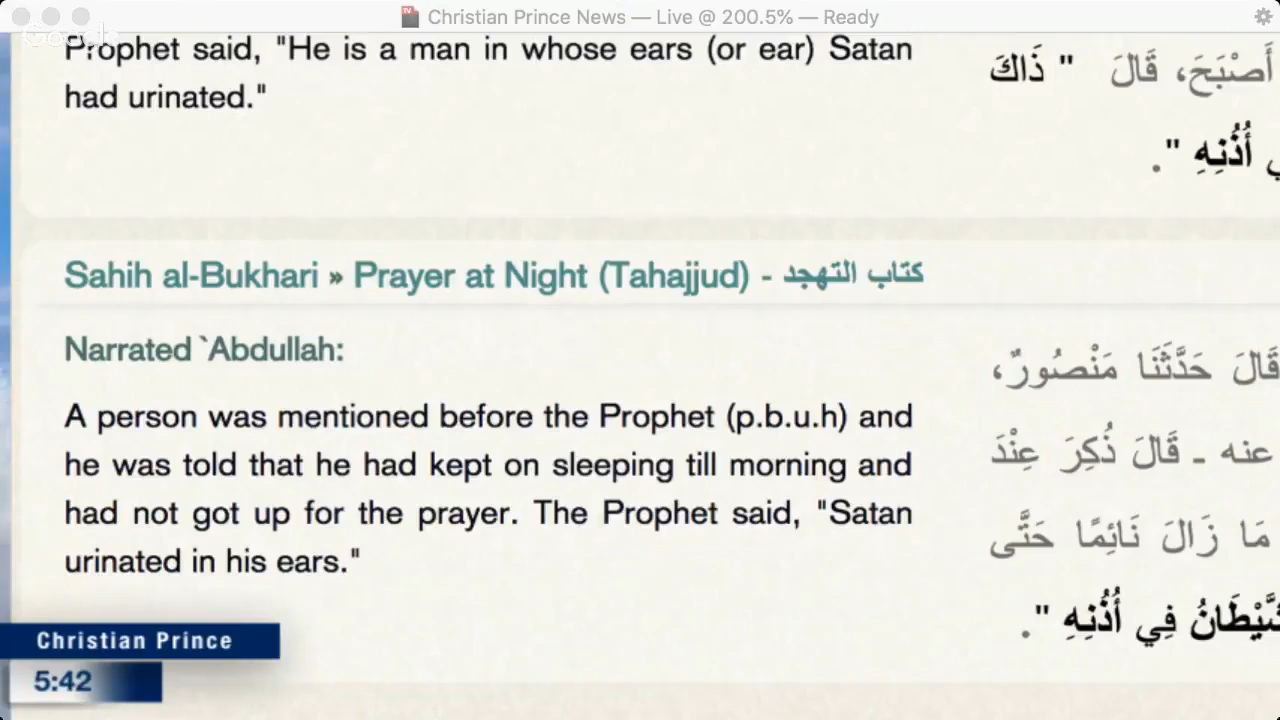 Christian Prince News — Live @ 200.5% — Ready
Google
Prophet said, "He is a man in whose ears (or ear) Satan
had urinated."
أَصْبَحَ، قَالَ ‏"‏ ذَاكَ
أُذُنِهِ ‏"‏‏.‏
Sahih al-Bukhari » Prayer at Night (Tahajjud) - كتاب التهجد
Narrated `Abdullah:
A person was mentioned before the Prophet (p.b.u.h) and
he was told that he had kept on sleeping till morning and
had not got up for the prayer. The Prophet said, "Satan
urinated in his ears."
قَالَ حَدَّثَنَا مَنْصُورٌ،
عنه ـ قَالَ ذُكِرَ عِنْدَ
مَا زَالَ نَائِمًا حَتَّى
فِي أُذُنِهِ ‏"‏‏.‏
Christian Prince
5:42